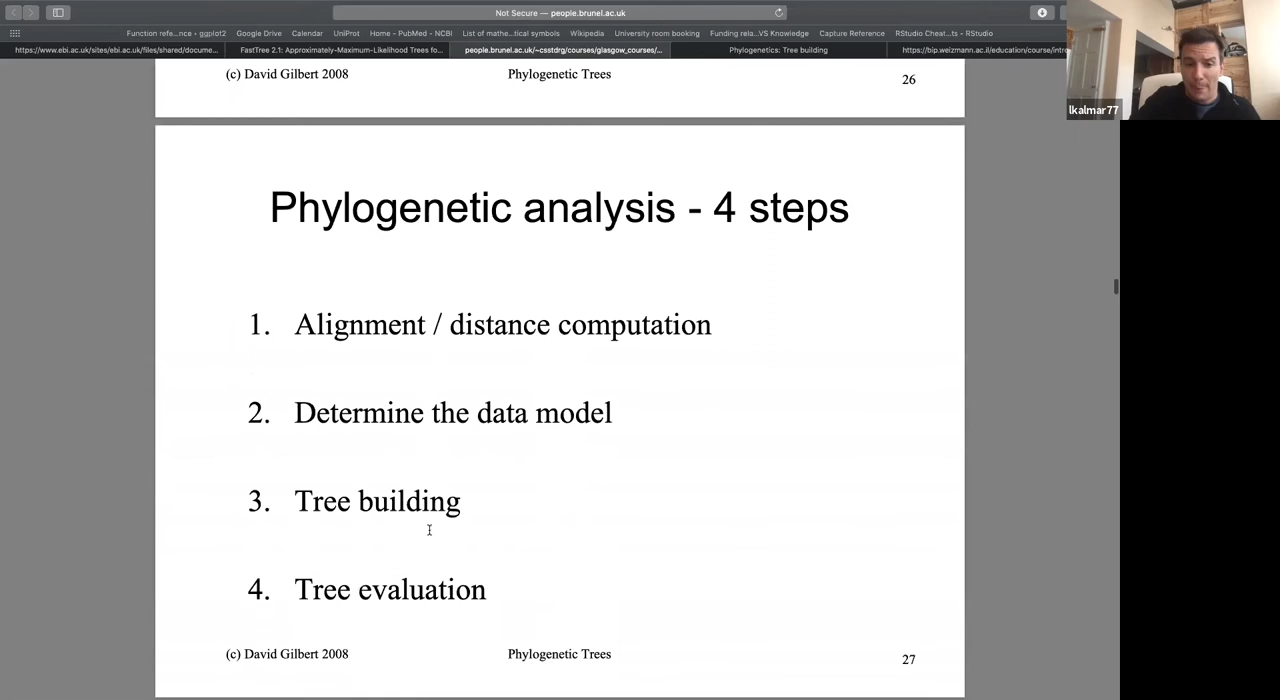 Not Secure — people.brunel.ac.uk
Function refe...nce • ggplot2 Google Drive Calendar UniProt Home - PubMed - NCBI List of mathe...tical symbols Wikipedia University room booking Funding rela...VS Knowledge Capture Reference RStudio Cheat...ts - RStudio
https://www.ebi.ac.uk/sites/ebi.ac.uk/files/shared/docume... FastTree 2.1: Approximately-Maximum-Likelihood Trees fo... people.brunel.ac.uk/~csstdrg/courses/glasgow_courses/... Phylogenetics: Tree building https://bip.weizmann.ac.il/education/course/intr
(c) David Gilbert 2008 Phylogenetic Trees 26
lkalmar77
Phylogenetic analysis - 4 steps
1. Alignment / distance computation
2. Determine the data model
3. Tree building
4. Tree evaluation
(c) David Gilbert 2008 Phylogenetic Trees 27